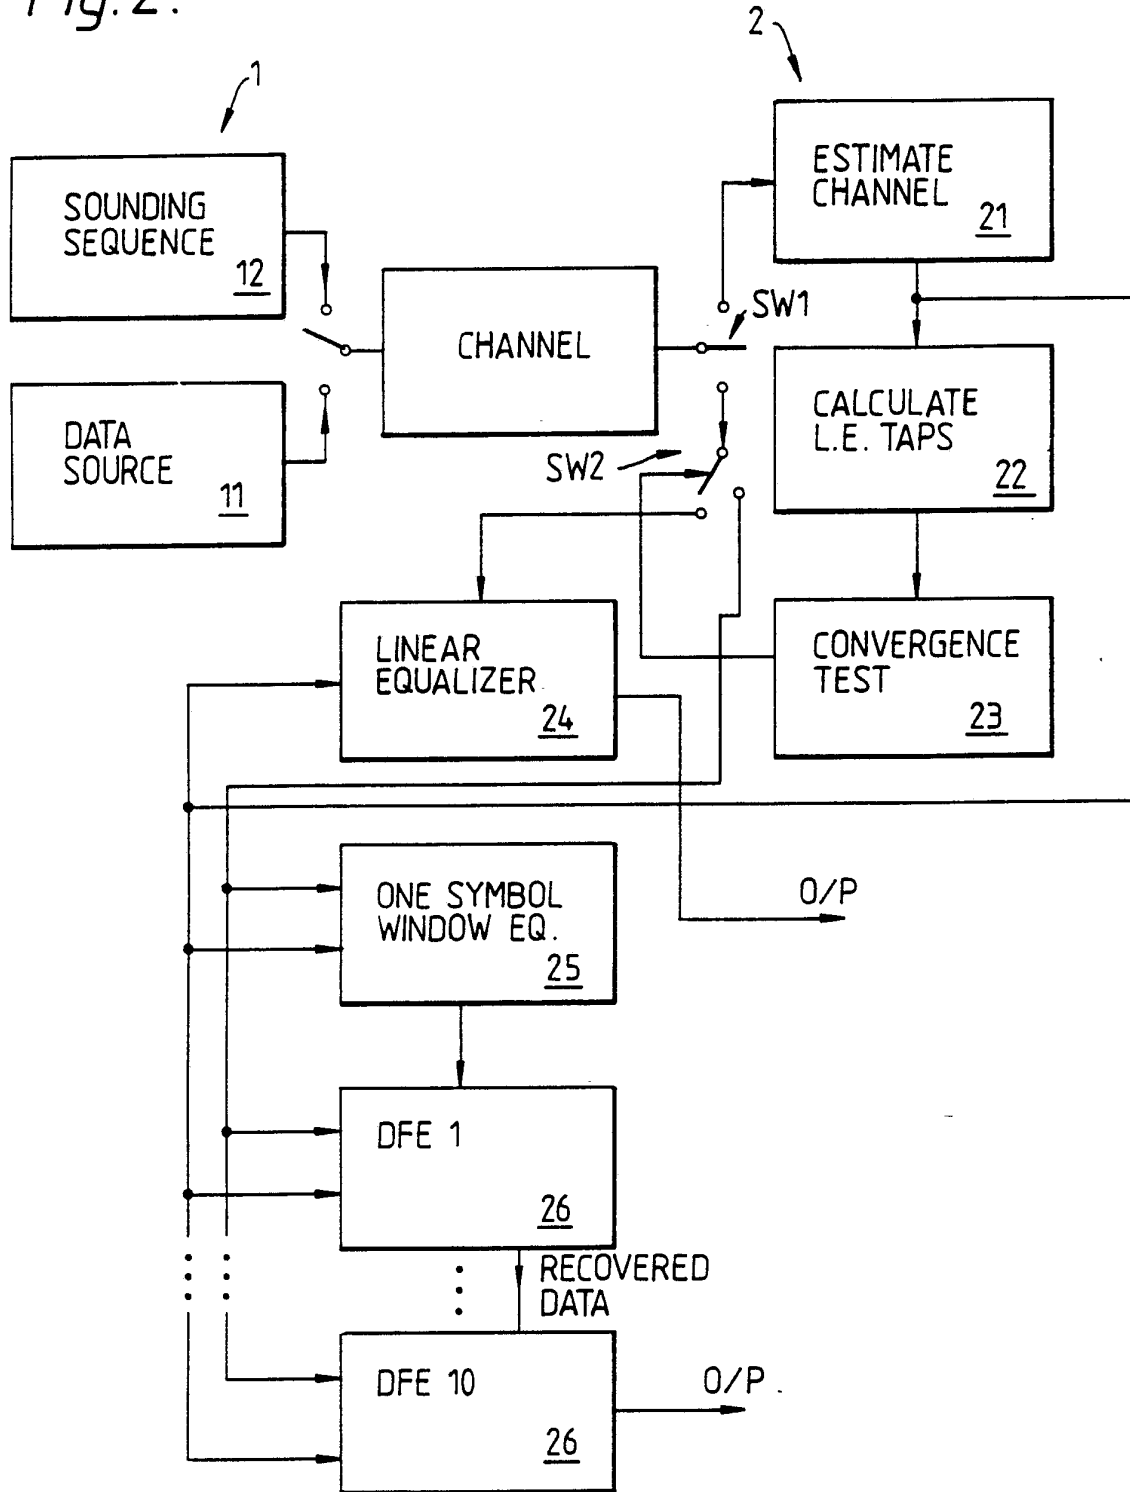 Fig. 2.
1
2
SOUNDING
SEQUENCE
12
ESTIMATE
CHANNEL
21
SW1
CHANNEL
DATA
SOURCE
11
CALCULATE
L.E. TAPS
22
SW2
LINEAR
EQUALIZER
24
CONVERGENCE
TEST
23
ONE SYMBOL
WINDOW EQ.
25
O/P
DFE 1
26
RECOVERED
DATA
DFE 10
26
O/P